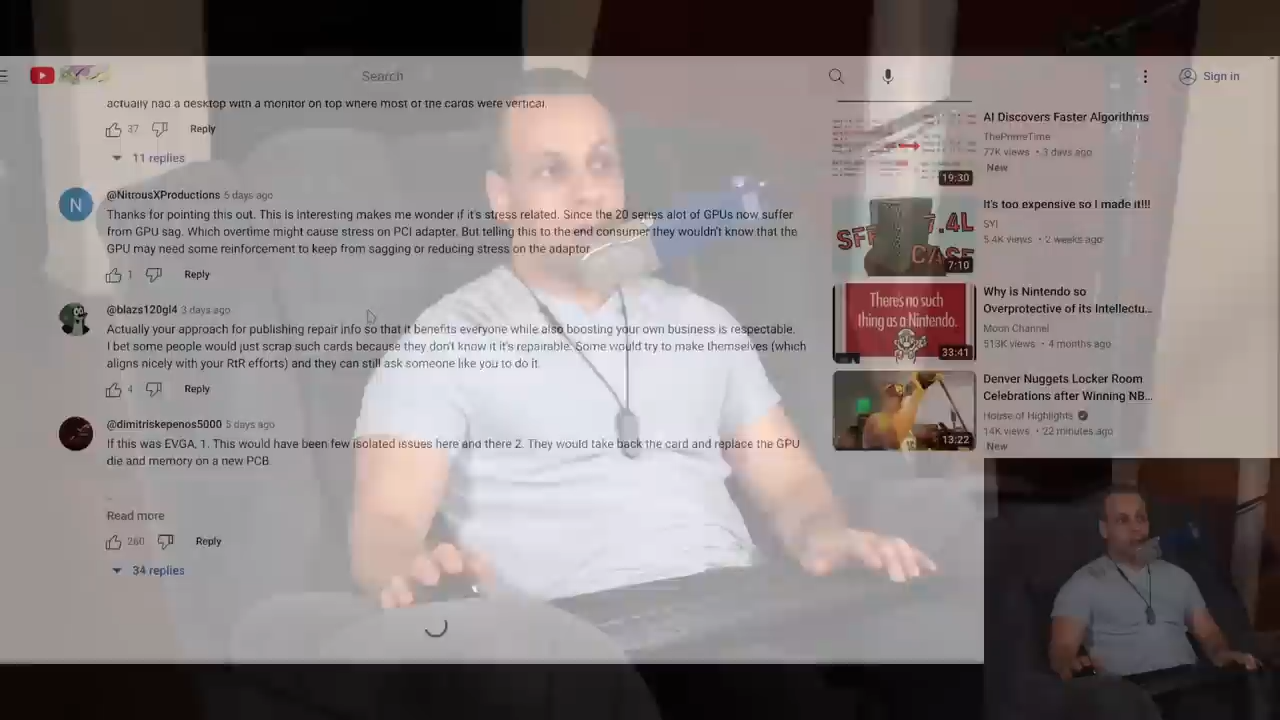 Search
Sign in
actually had a desktop with a monitor on top where most of the cards were vertical.
37 Reply
11 replies
@NitrousXProductions 5 days ago
Thanks for pointing this out. This is Interesting makes me wonder if it's stress related. Since the 20 series alot of GPUs now suffer
from GPU sag. Which overtime might cause stress on PCI adapter. But telling this to the end consumer they wouldn't know that the
GPU may need some reinforcement to keep from sagging or reducing stress on the adaptor
1 Reply
@blazs120gl4 3 days ago
Actually your approach for publishing repair info so that it benefits everyone while also boosting your own business is respectable.
I bet some people would just scrap such cards because they don't know it it's repairable. Some would try to make themselves (which
aligns nicely with your RtR efforts) and they can still ask someone like you to do it.
4 Reply
@dimitriskepenos5000 5 days ago
If this was EVGA, 1. This would have been few isolated issues here and there 2. They would take back the card and replace the GPU
die and memory on a new PCB.
Read more
260 Reply
34 replies
AI Discovers Faster Algorithms
ThePrimeTime
77K views • 3 days ago
New
19:30
It's too expensive so I made it!!!
SYI
5.4K views • 2 weeks ago
SFF 7.4L
CASE
7:10
Why is Nintendo so
Overprotective of its Intellectu...
Moon Channel
513K views • 4 months ago
There's no such
thing as a Nintendo.
33:41
Denver Nuggets Locker Room
Celebrations after Winning NB...
House of Highlights
14K views • 22 minutes ago
New
13:22
N